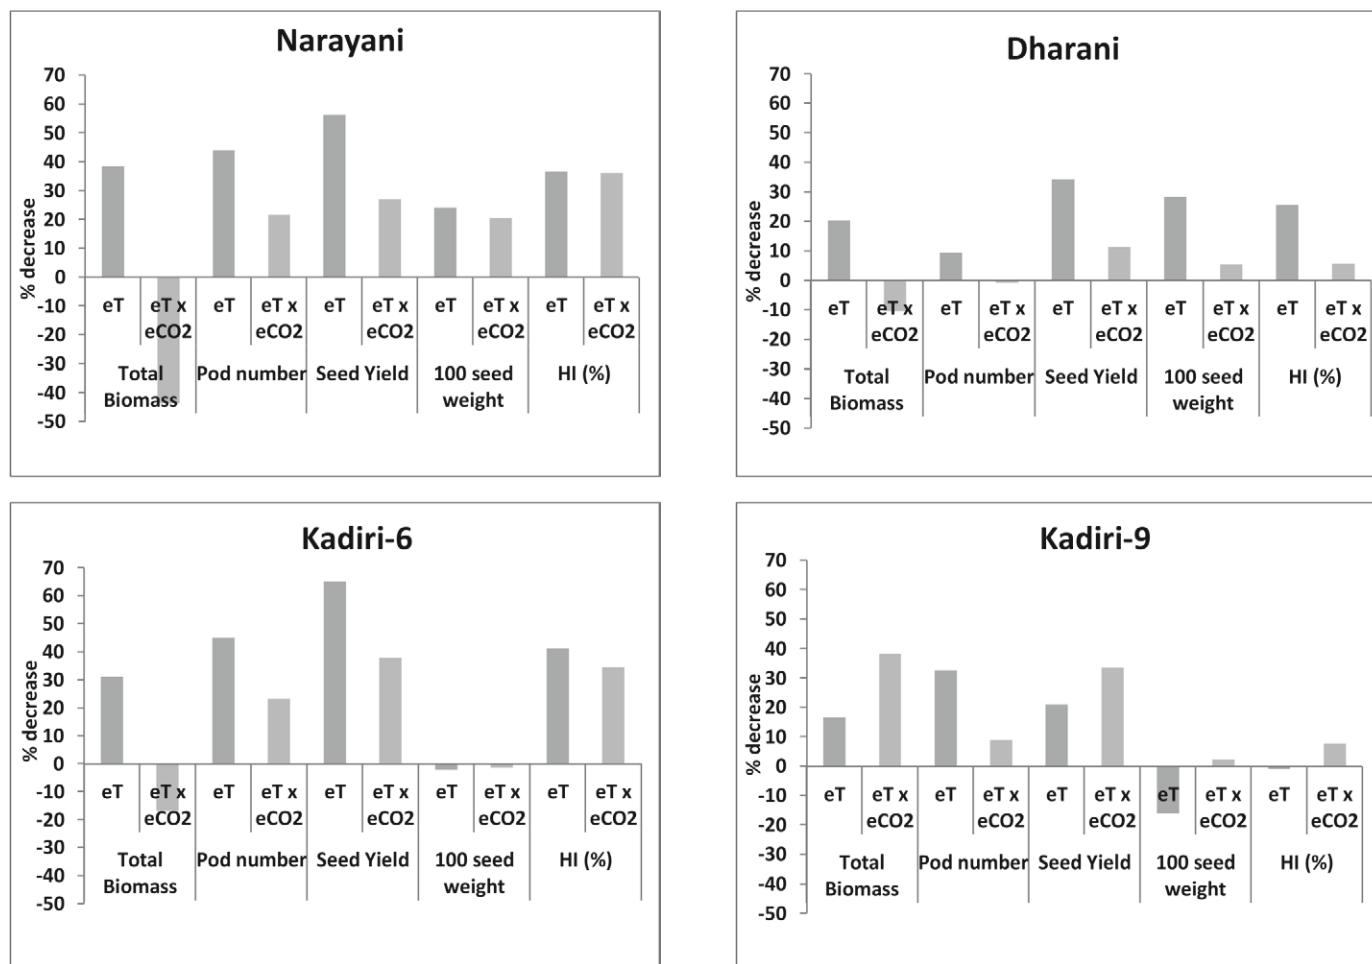 Narayani
% decrease
70
60
50
40
30
20
10
0
-10
-20
-30
-40
-50
eT eT x eT eT x eT eT x eT eT x eT eT x
eCO2 eCO2 eCO2 eCO2 eCO2
Total Pod number Seed Yield 100 seed HI (%)
Biomass weight
Dharani
% decrease
70
60
50
40
30
20
10
0
-10
-20
-30
-40
-50
eT eT x eT eT x eT eT x eT eT x eT eT x
eCO2 eCO2 eCO2 eCO2 eCO2
Total Pod number Seed Yield 100 seed HI (%)
Biomass weight
Kadiri-6
% decrease
70
60
50
40
30
20
10
0
-10
-20
-30
-40
-50
eT eT x eT eT x eT eT x eT eT x eT eT x
eCO2 eCO2 eCO2 eCO2 eCO2
Total Pod number Seed Yield 100 seed HI (%)
Biomass weight
Kadiri-9
% decrease
70
60
50
40
30
20
10
0
-10
-20
-30
-40
-50
eT eT x eT eT x eT eT x eT eT x eT eT x
eCO2 eCO2 eCO2 eCO2 eCO2
Total Pod number Seed Yield 100 seed HI (%)
Biomass weight